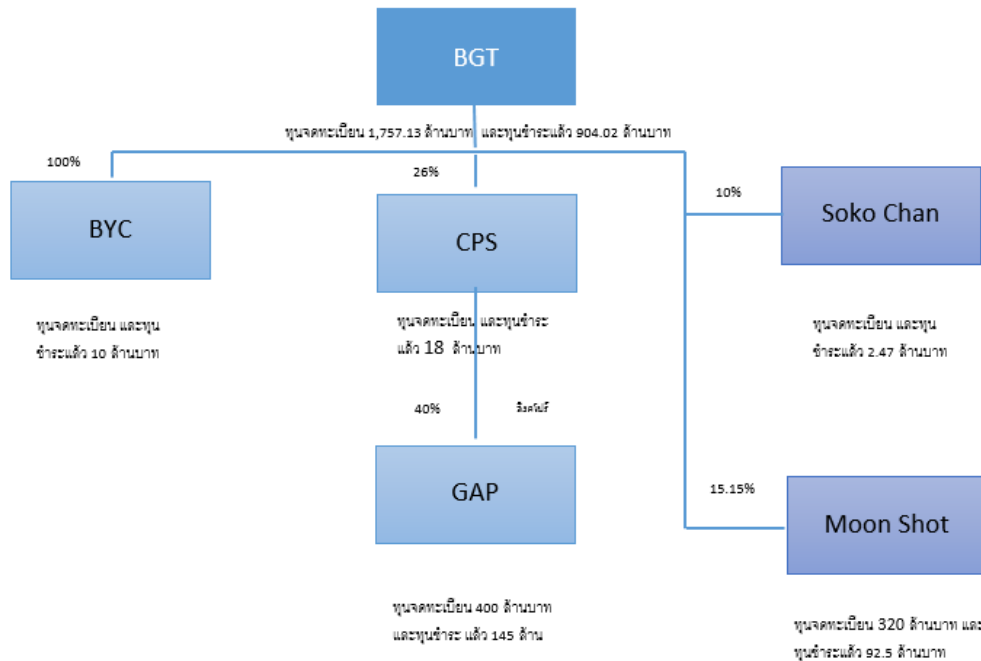 BGT
ทุนจดทะเบียน 1,757.13 ล้านบาท และทุนชำระแล้ว 904.02 ล้านบาท
100%
26%
10%
BYC
CPS
Soko Chan
ทุนจดทะเบียน และทุน
ชำระแล้ว 10 ล้านบาท
ทุนจดทะเบียน และทุนชำระ
แล้ว 18 ล้านบาท
ทุนจดทะเบียน และทุน
ชำระแล้ว 2.47 ล้านบาท
40%
GAP
15.15%
Moon Shot
ทุนจดทะเบียน 400 ล้านบาท
และทุนชำระ แล้ว 145 ล้าน
ทุนจดทะเบียน 320 ล้านบาท และ
ทุนชำระแล้ว 92.5 ล้านบาท